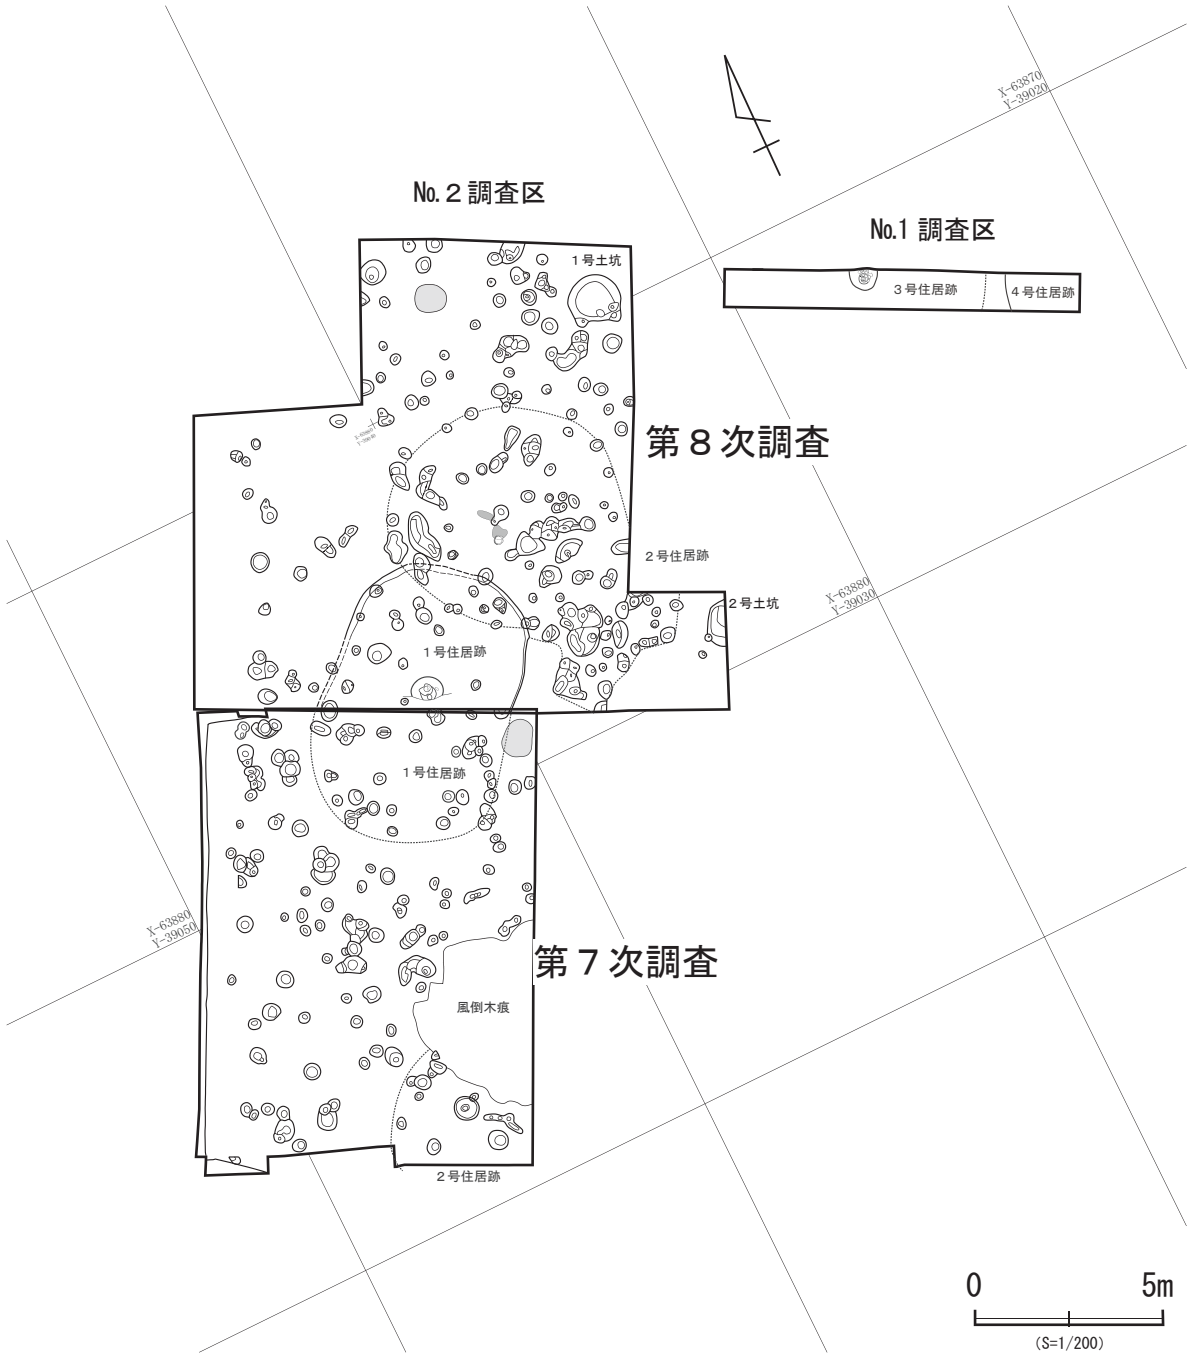 X-63870
Y-39020
No.2調査区
No.1 調査区
1号土坑
3号住居跡
4号住居跡
第8次調査
2号住居跡
X-63880
Y-39030
2号土坑
1号住居跡
1号住居跡
X-63880
Y-39050
第7次調査
風倒木痕
2号住居跡
0 5m
(S=1/200)